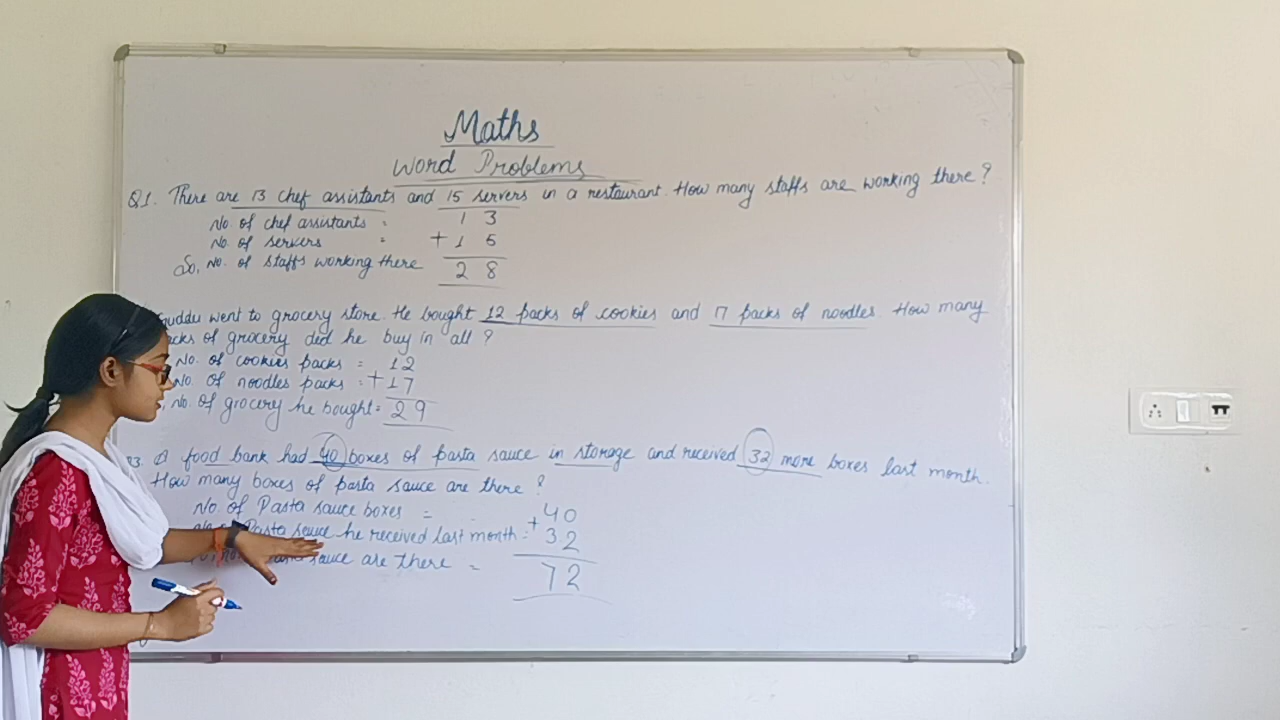 Maths
Word Problems
Q1. There are 13 chef assistants and 15 servers in a restaurant. How many staffs are working there?
No. of chef assistants = 13
No. of servers = +15
So, No. of staffs working there 28
Guddu went to grocery store. He bought 12 packs of cookies and 17 packs of noodles. How many
packs of grocery did he buy in all?
No. of cookies packs = 12
No. of noodles packs = +17
No. of grocery he bought = 29
Q3. A food bank had 40 boxes of pasta sauce in storage and received 32 more boxes last month.
How many boxes of pasta sauce are there?
No. of Pasta sauce boxes = 40
Pasta sauce he received last month = +32
sauce are there = 72